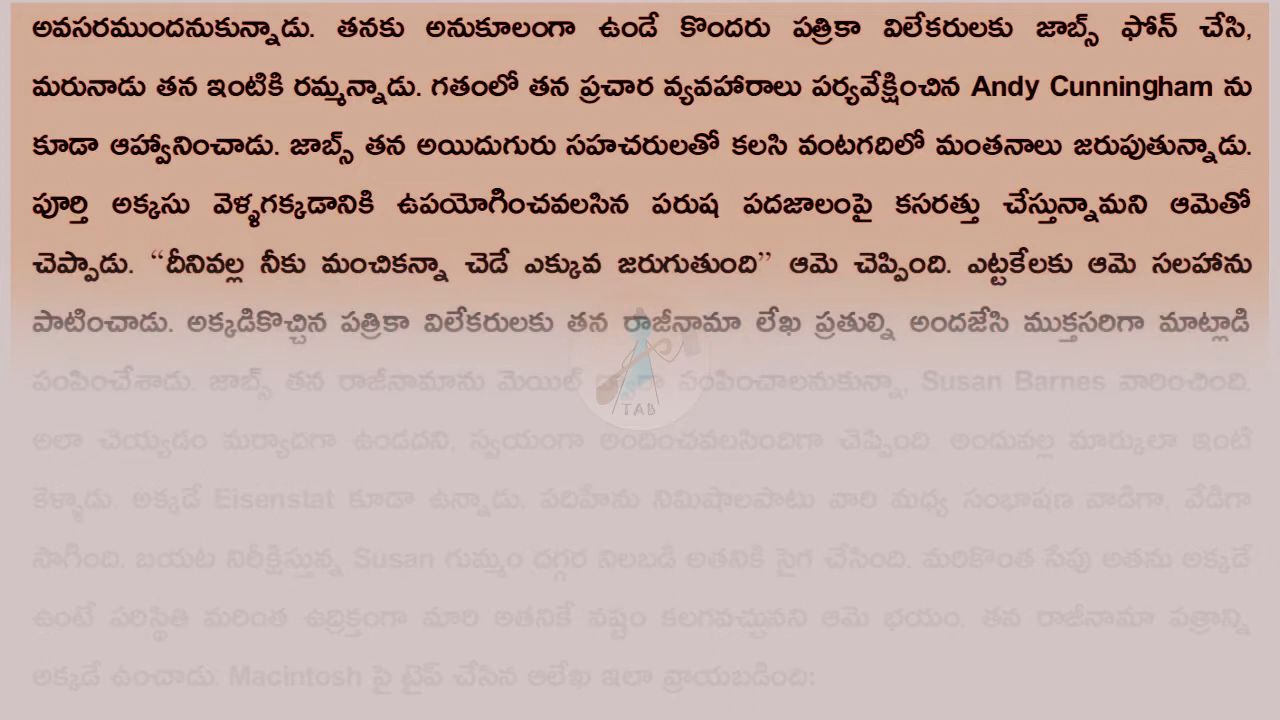 అవసరముందనుకున్నాడు. తనకు అనుకూలంగా ఉండే కొందరు పత్రికా విలేకరులకు జాబ్స్ ఫోన్ చేసి,
మరునాడు తన ఇంటికి రమ్మన్నాడు. గతంలో తన ప్రచార వ్యవహారాలు పర్యవేక్షించిన Andy Cunningham ను
కూడా ఆహ్వానించాడు. జాబ్స్ తన అయిదుగురు సహచరులతో కలసి వంటగదిలో మంతనాలు జరుపుతున్నాడు.
పూర్తి అక్కసు వెళ్ళగక్కడానికి ఉపయోగించవలసిన పరుష పదజాలంపై కసరత్తు చేస్తున్నామని ఆమెతో
చెప్పాడు. “దీనివల్ల నీకు మంచికన్నా చెడే ఎక్కువ జరుగుతుంది” ఆమె చెప్పింది. ఎట్టకేలకు ఆమె సలహాను
పాటించాడు. అక్కడికొచ్చిన పత్రికా విలేకరులకు తన రాజీనామా లేఖ ప్రతుల్ని అందజేసి ముక్తసరిగా మాట్లాడి
పంపించేశాడు. జాబ్స్ తన రాజీనామాను మెయిల్ ద్వారా పంపించాలనుకున్నా, Susan Barnes వారించింది.
అలా చెయ్యడం మర్యాదగా ఉండదని, స్వయంగా అందించవలసిందిగా చెప్పింది. అందువల్ల మార్కులా ఇంటి
కెళ్ళాడు. అక్కడే Eisenstat కూడా ఉన్నాడు. పదిహేను నిమిషాలపాటు వారి మధ్య సంభాషణ వాడిగా, వేడిగా
సాగింది. బయట నిరీక్షిస్తున్న Susan గుమ్మం దగ్గర నిలబడి అతనికి సైగ చేసింది. మరికొంత సేపు అతను అక్కడే
ఉంటే పరిస్థితి మరింత ఉద్రిక్తంగా మారి అతనికే నష్టం కలగవచ్చునని ఆమె భయం. తన రాజీనామా పత్రాన్ని
అక్కడే ఉంచాడు. Macintosh పై టైప్ చేసిన ఆలేఖ ఇలా వ్రాయబడింది:
TAB